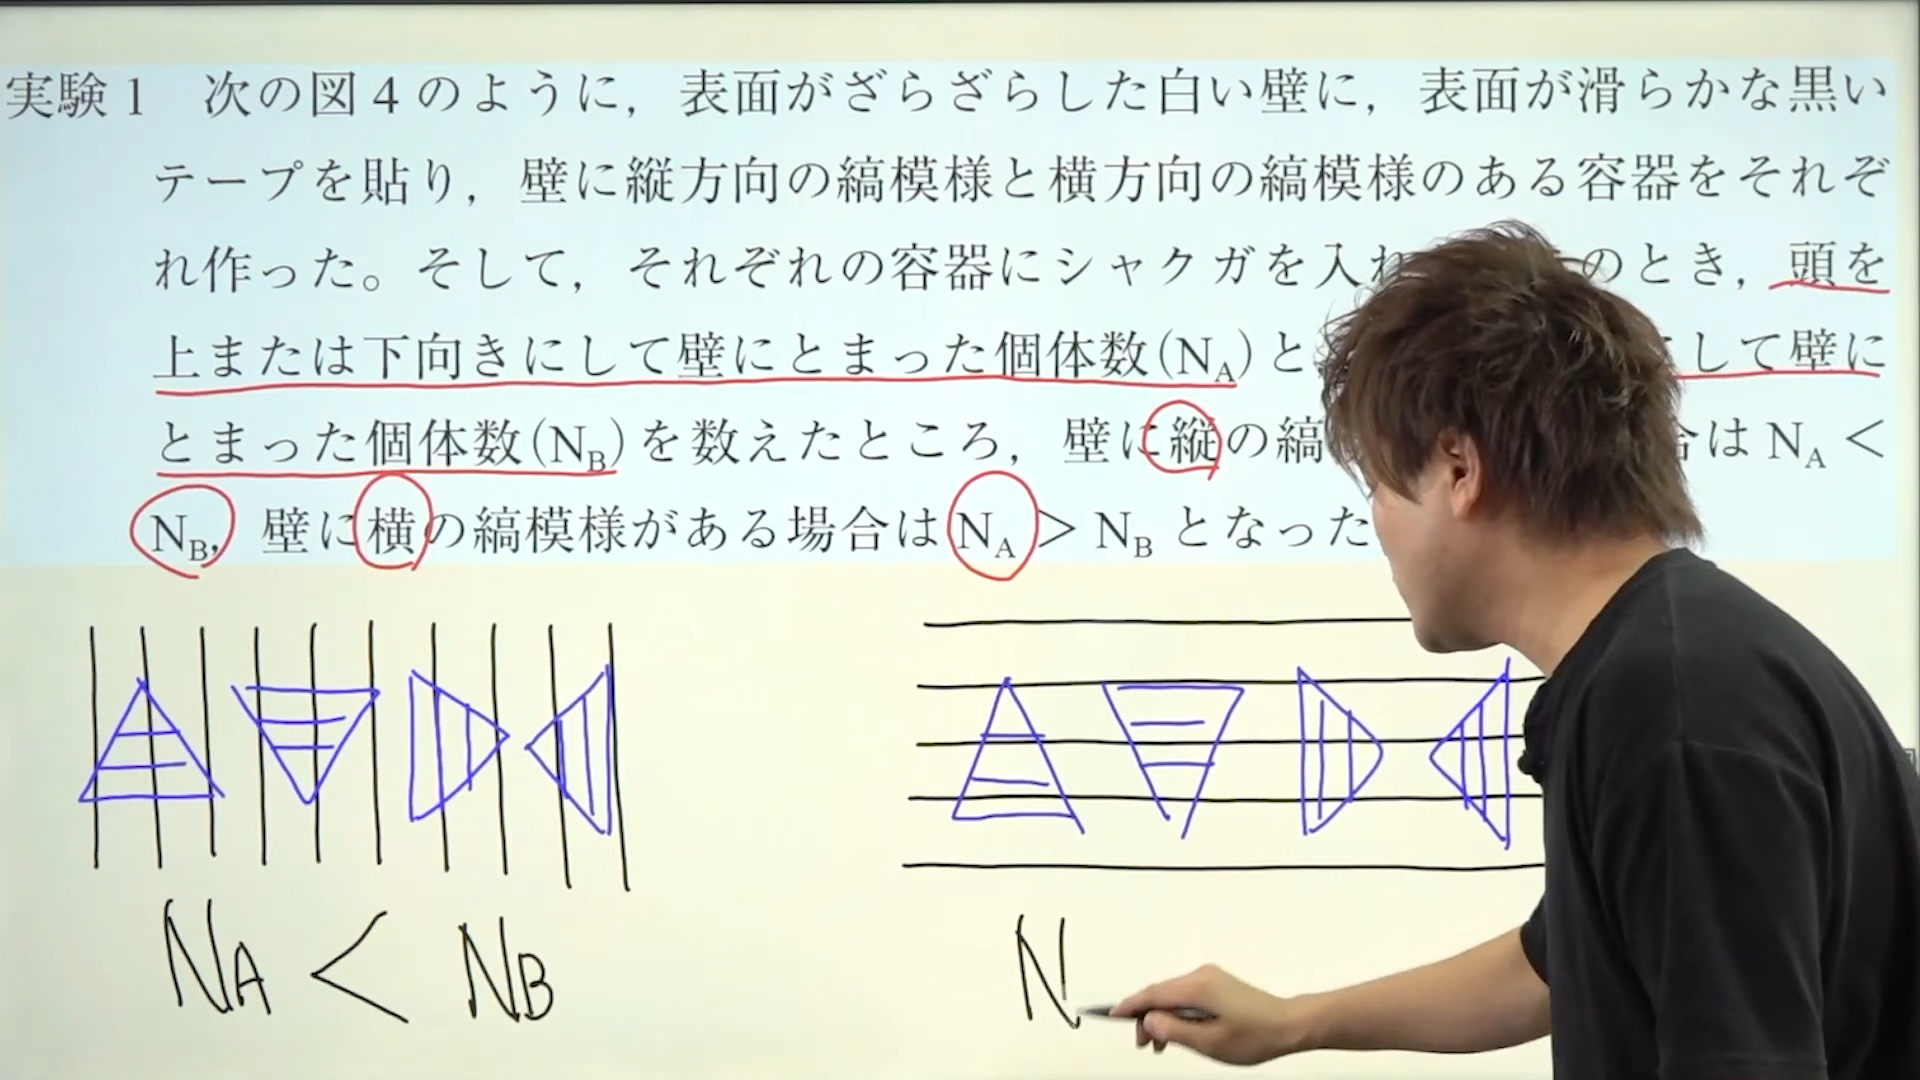 実験1 次の図4のように，表面がざらざらした白い壁に，表面が滑らかな黒い
テープを貼り，壁に縦方向の縞模様と横方向の縞模様のある容器をそれぞ
れ作った。そして，それぞれの容器にシャクガを入れ のとき，頭を
上または下向きにして壁にとまった個体数(NA)と して壁に
とまった個体数(NB)を数えたところ，壁に縦の縞 合はNA＜
NB，壁に横の縞模様がある場合はNA＞NBとなった
NA < NB
N